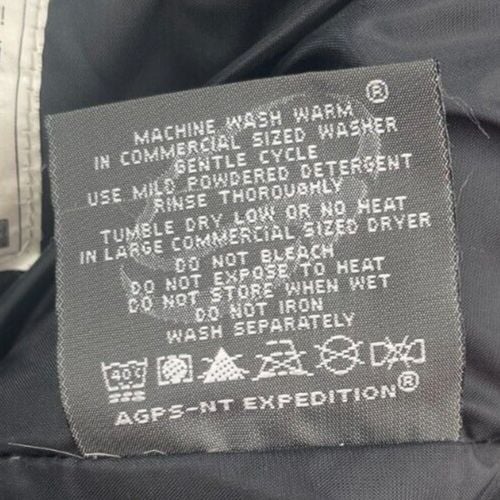 ®
MACHINE WASH WARM
IN COMMERCIAL SIZED WASHER
GENTLE CYCLE
USE MILD POWDERED DETERGENT
RINSE THOROUGHLY
TUMBLE DRY LOW OR NO HEAT
IN LARGE COMMERCIAL SIZED DRYER
DO NOT BLEACH
DO NOT EXPOSE TO HEAT
DO NOT STORE WHEN WET
DO NOT IRON
WASH SEPARATELY
40C
AGPS-NT EXPEDITION®